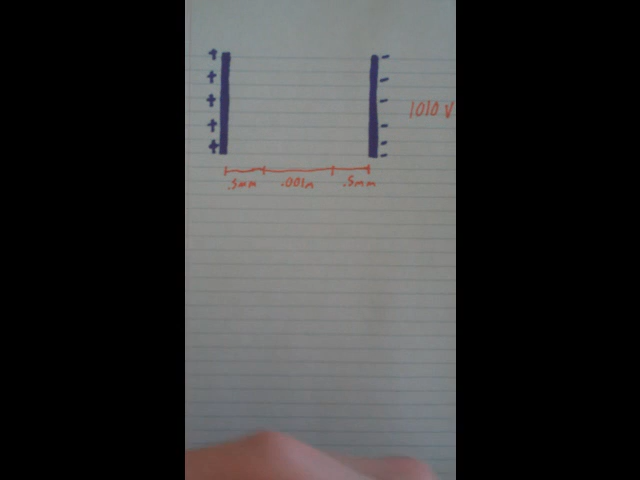 + −
+ −
+ − 1010 V
+ −
+ −
−
.5mm .001m .5mm